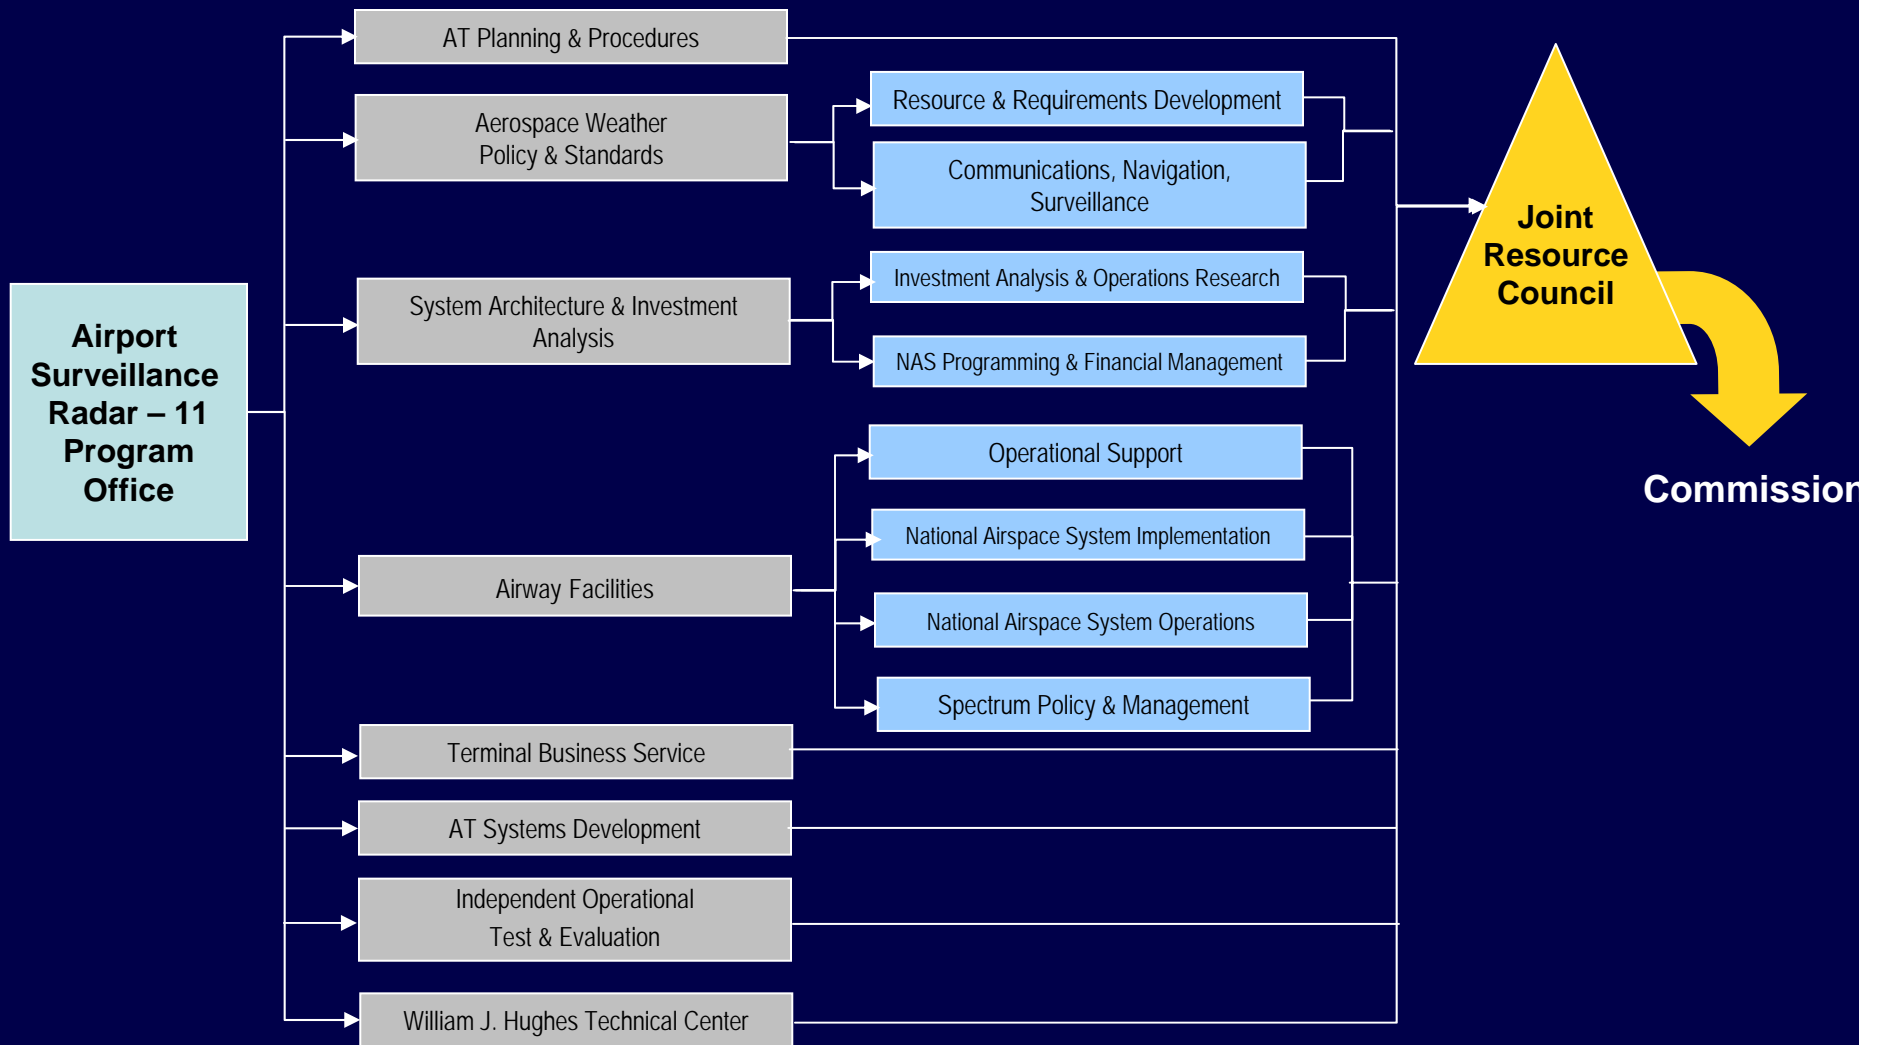 AT Planning & Procedures
Aerospace Weather
Policy & Standards
Resource & Requirements Development
Communications, Navigation,
Surveillance
System Architecture & Investment
Analysis
Investment Analysis & Operations Research
NAS Programming & Financial Management
Airport
Surveillance
Radar – 11
Program
Office
Joint
Resource
Council
Commission
Airway Facilities
Operational Support
National Airspace System Implementation
National Airspace System Operations
Spectrum Policy & Management
Terminal Business Service
AT Systems Development
Independent Operational
Test & Evaluation
William J. Hughes Technical Center